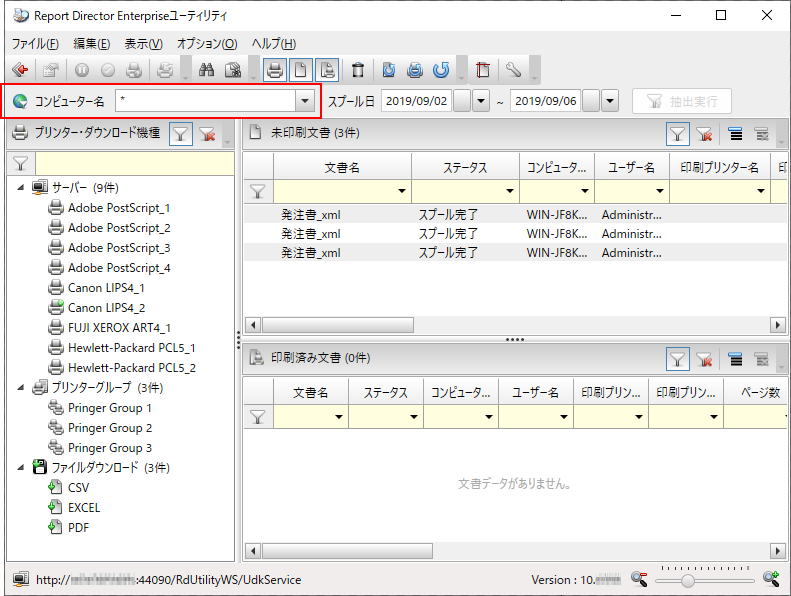 Report Director Enterpriseユーティリティ
ファイル(F) 編集(E) 表示(V) オプション(O) ヘルプ(H)
コンピューター名 * スプール日 2019/09/02 ~ 2019/09/06 抽出実行
プリンター・ダウンロード機種
サーバー (9件)
Adobe PostScript_1
Adobe PostScript_2
Adobe PostScript_3
Adobe PostScript_4
Canon LIPS4_1
Canon LIPS4_2
FUJI XEROX ART4_1
Hewlett-Packard PCL5_1
Hewlett-Packard PCL5_2
プリンターグループ (3件)
Pringer Group 1
Pringer Group 2
Pringer Group 3
ファイルダウンロード (3件)
CSV
EXCEL
PDF
未印刷文書 (3件)
文書名 ステータス コンピュータ... ユーザー名 印刷プリンター名
発注書_xml スプール完了 WIN-JF8K... Administr...
発注書_xml スプール完了 WIN-JF8K... Administr...
発注書_xml スプール完了 WIN-JF8K... Administr...
印刷済み文書 (0件)
文書名 ステータス コンピュータ... ユーザー名 印刷プリン... 印刷プリン... ページ数
文書データがありません。
http:// :44090/RdUtilityWS/UdkService Version : 10.